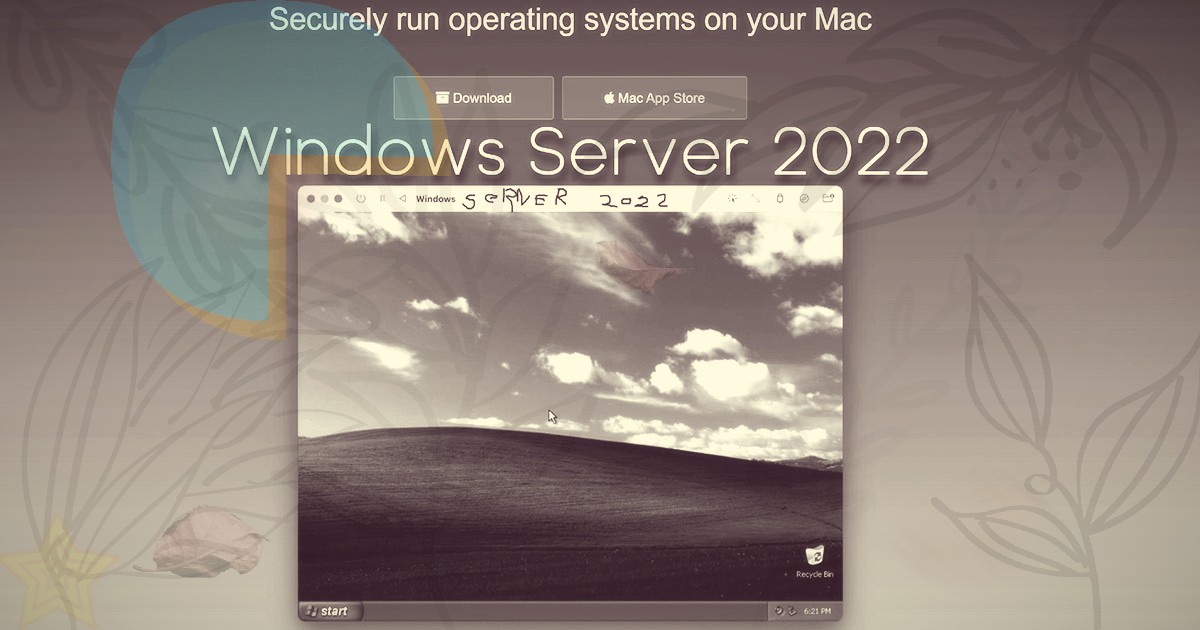 Securely run operating systems on your Mac
Download
Mac App Store
Windows Server 2022
Windows SERVER 2022
Recycle Bin
start
6:21 PM